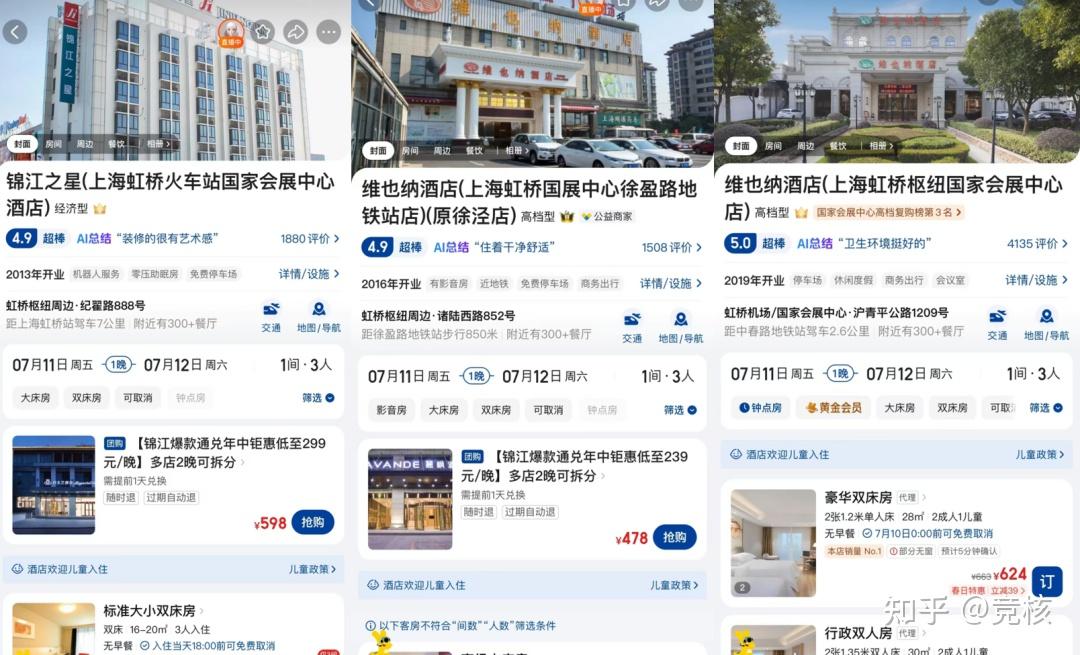 锦江之星
直播中
封面 房间 周边 餐饮 相册
锦江之星(上海虹桥火车站国家会展中心
酒店) 经济型
4.9 超棒 AI总结 “装修的很有艺术感” 1880评价
2013年开业 机器人服务 零压助眠房 免费停车场 详情/设施
虹桥枢纽周边·纪翟路888号
距上海虹桥站驾车7公里 附近有300+餐厅
交通 地图/导航
07月11日 周五 1晚 07月12日 周六 1间·3人
大床房 双床房 可取消 钟点房 筛选
团购 【锦江爆款通兑年中钜惠低至299
元/晚】多店2晚可拆分
需提前1天兑换
随时退 过期自动退
¥598 抢购
酒店欢迎儿童入住 儿童政策
标准大小双床房
双床 16-20㎡ 3人入住
无早餐 入住当天18:00前可免费取消
维也纳酒店
直播中
维也纳酒店
封面 房间 周边 餐饮 相册
维也纳酒店(上海虹桥国展中心徐盈路地
铁站店)(原徐泾店) 高档型 公益商家
4.9 超棒 AI总结 “住着干净舒适” 1508评价
2016年开业 有影音房 近地铁 免费停车场 商务出行 详情/设施
虹桥枢纽周边·诸陆西路852号
距徐盈路地铁站步行850米 附近有300+餐厅
交通 地图/导航
07月11日 周五 1晚 07月12日 周六 1间·3人
影音房 大床房 双床房 可取消 钟点房 筛选
团购 【锦江爆款通兑年中钜惠低至239
元/晚】多店2晚可拆分
需提前1天兑换
随时退 过期自动退
¥478 抢购
酒店欢迎儿童入住 儿童政策
以下客房不符合“间数”“人数”筛选条件
维也纳酒店
封面 房间 周边 餐饮 相册
维也纳酒店(上海虹桥枢纽国家会展中心
店) 高档型 国家会展中心高档复购榜第3名
5.0 超棒 AI总结 “卫生环境挺好的” 4135评价
2019年开业 停车场 休闲度假 商务出行 会议室 详情/设施
虹桥机场/国家会展中心·沪青平公路1209号
距中春路地铁站驾车2.6公里 附近有300+餐厅
交通 地图/导航
07月11日 周五 1晚 07月12日 周六 1间·3人
钟点房 黄金会员 大床房 双床房 可取 筛选
酒店欢迎儿童入住 儿童政策
豪华双床房 代理
2张1.2米单人床 28㎡ 2成人1儿童
无早餐 7月10日0:00前可免费取消
本店销量 No.1 部分无窗 预计5分钟确认
¥663 ¥624 订
春日特惠 立减39
2
行政双人房 代理
2张1.35米双人床 30㎡ 2成人1儿童
知乎 @竞核